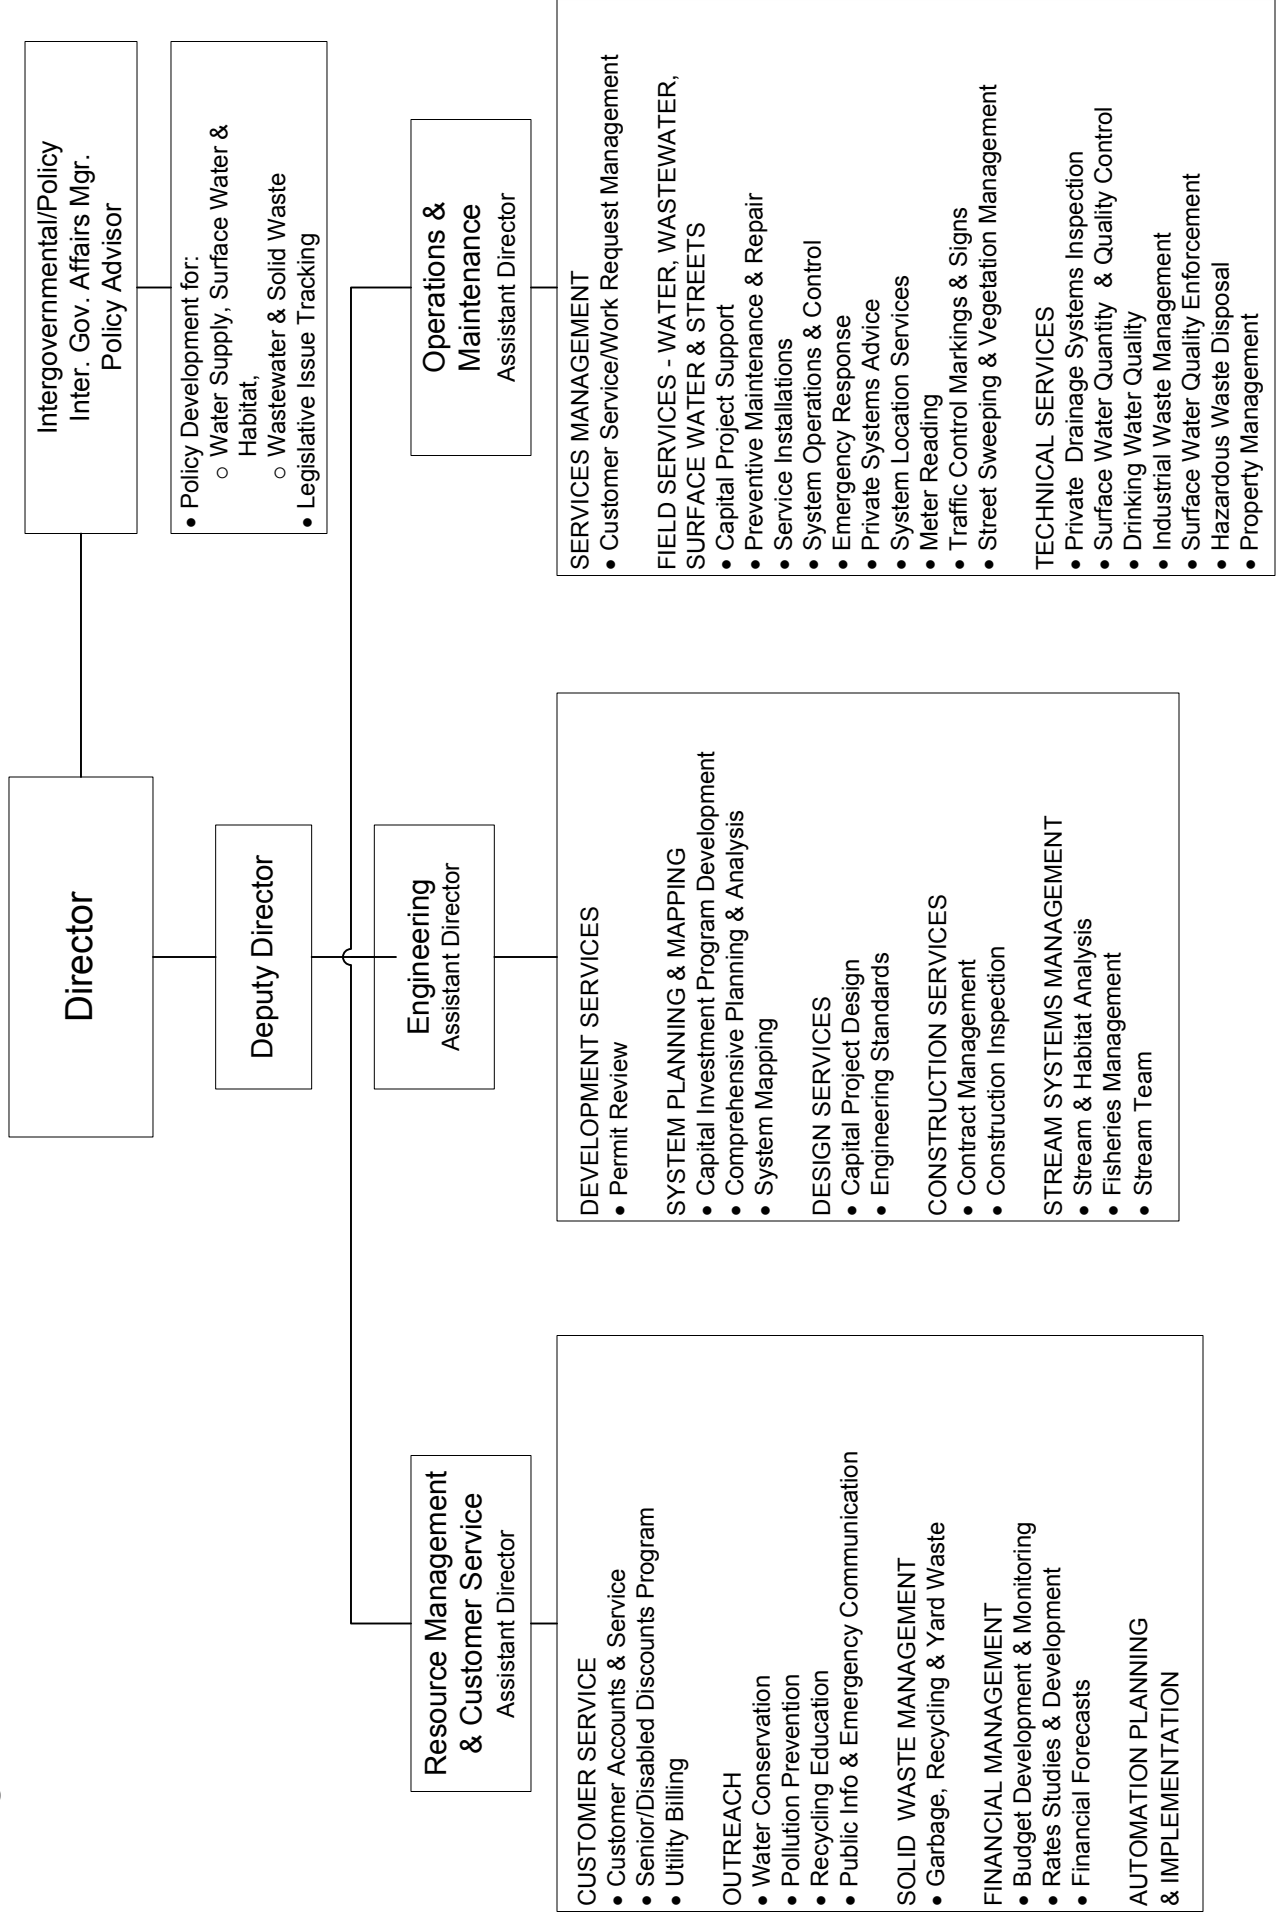 Director
Intergovernmental/Policy
Inter. Gov. Affairs Mgr.
Policy Advisor
• Policy Development for:
○ Water Supply, Surface Water &
Habitat,
○ Wastewater & Solid Waste
• Legislative Issue Tracking
Deputy Director
Resource Management
& Customer Service
Assistant Director
CUSTOMER SERVICE
• Customer Accounts & Service
• Senior/Disabled Discounts Program
• Utility Billing
OUTREACH
• Water Conservation
• Pollution Prevention
• Recycling Education
• Public Info & Emergency Communication
SOLID WASTE MANAGEMENT
• Garbage, Recycling & Yard Waste
FINANCIAL MANAGEMENT
• Budget Development & Monitoring
• Rates Studies & Development
• Financial Forecasts
AUTOMATION PLANNING
& IMPLEMENTATION
Engineering
Assistant Director
DEVELOPMENT SERVICES
• Permit Review
SYSTEM PLANNING & MAPPING
• Capital Investment Program Development
• Comprehensive Planning & Analysis
• System Mapping
DESIGN SERVICES
• Capital Project Design
• Engineering Standards
CONSTRUCTION SERVICES
• Contract Management
• Construction Inspection
STREAM SYSTEMS MANAGEMENT
• Stream & Habitat Analysis
• Fisheries Management
• Stream Team
Operations &
Maintenance
Assistant Director
SERVICES MANAGEMENT
• Customer Service/Work Request Management
FIELD SERVICES - WATER, WASTEWATER,
SURFACE WATER & STREETS
• Capital Project Support
• Preventive Maintenance & Repair
• Service Installations
• System Operations & Control
• Emergency Response
• Private Systems Advice
• System Location Services
• Meter Reading
• Traffic Control Markings & Signs
• Street Sweeping & Vegetation Management
TECHNICAL SERVICES
• Private Drainage Systems Inspection
• Surface Water Quantity & Quality Control
• Drinking Water Quality
• Industrial Waste Management
• Surface Water Quality Enforcement
• Hazardous Waste Disposal
• Property Management